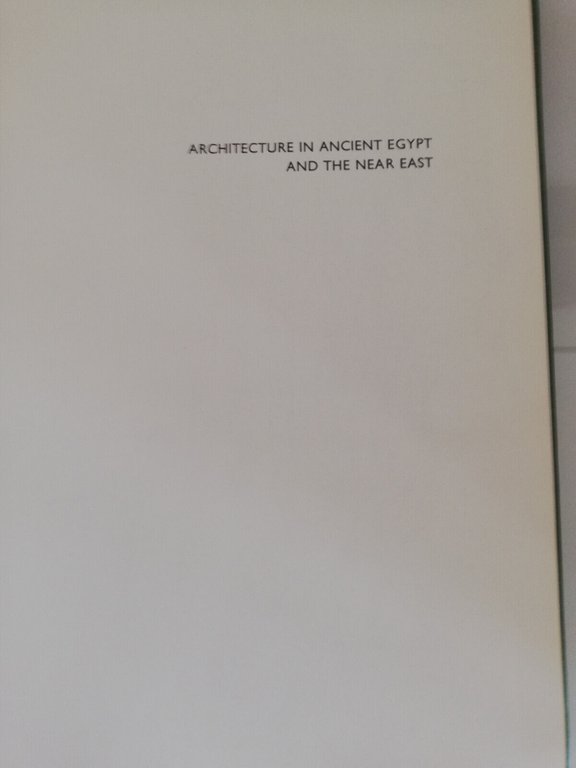 ARCHITECTURE IN ANCIENT EGYPT
AND THE NEAR EAST